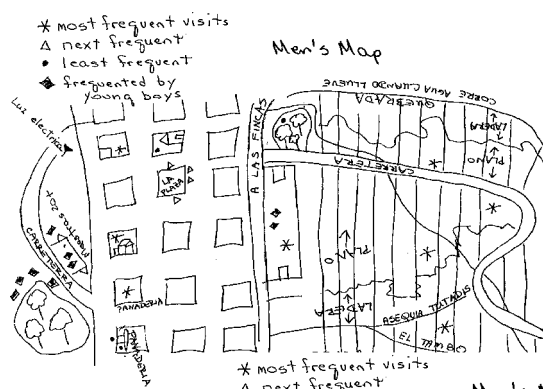 * most frequent visits
△ next frequent
• least frequent
◆ frequented by
young boys
Men's Map
CORRE AGUA CUANDO LLUEVE
QUEBRADA
LADERA
PLANO
Luz electrica
A LAS FINCAS
LA PLAZA
CARRETERA
CARRETERA
PLANO
LADERA
PANADERIA
ASEQUIA
EL TAMBO
PANADERIA
* most frequent visits
△ next frequent